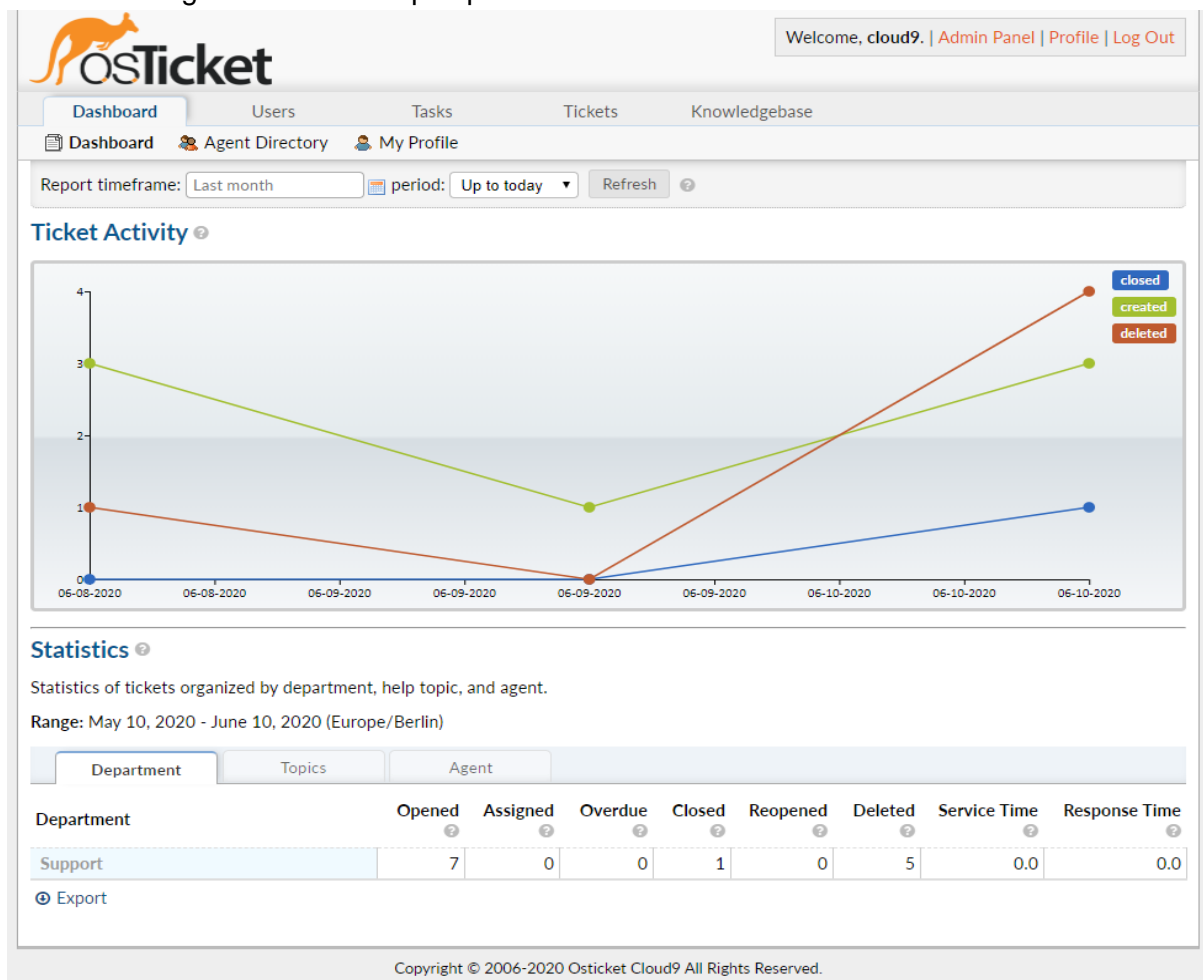 Welcome, cloud9. | Admin Panel | Profile | Log Out
osTicket
Dashboard Users Tasks Tickets Knowledgebase
Dashboard Agent Directory My Profile
Report timeframe: Last month period: Up to today Refresh
Ticket Activity
closed
created
deleted
4
3
2
1
0
06-08-2020 06-08-2020 06-09-2020 06-09-2020 06-09-2020 06-09-2020 06-10-2020 06-10-2020 06-10-2020
Statistics
Statistics of tickets organized by department, help topic, and agent.
Range: May 10, 2020 - June 10, 2020 (Europe/Berlin)
Department Topics Agent
Department Opened Assigned Overdue Closed Reopened Deleted Service Time Response Time
Support 7 0 0 1 0 5 0.0 0.0
Export
Copyright © 2006-2020 Osticket Cloud9 All Rights Reserved.